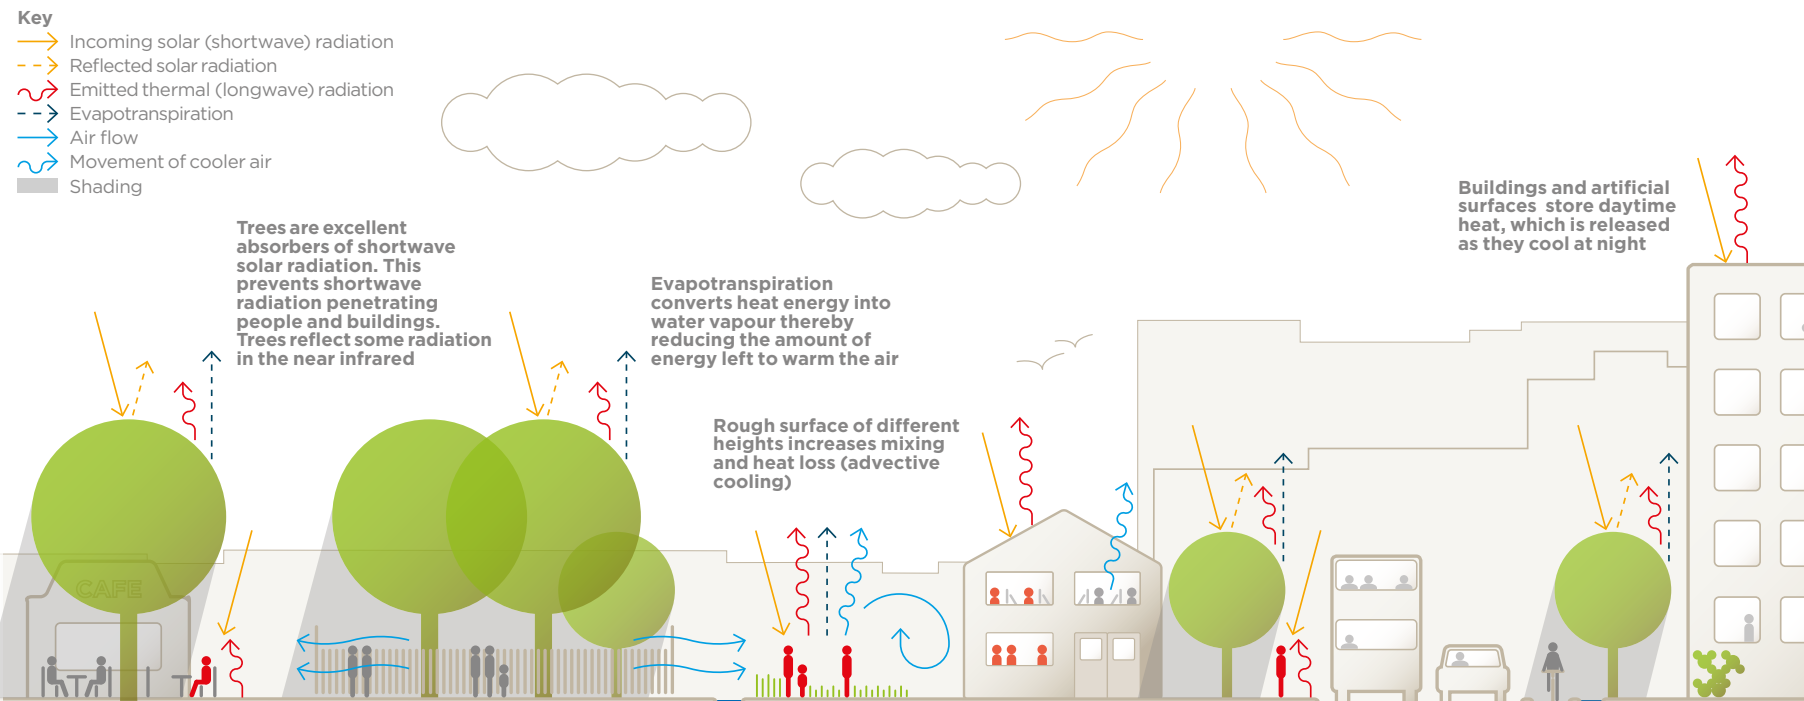 Key
Incoming solar (shortwave) radiation
Reflected solar radiation
Emitted thermal (longwave) radiation
Evapotranspiration
Air flow
Movement of cooler air
Shading
Trees are excellent
absorbers of shortwave
solar radiation. This
prevents shortwave
radiation penetrating
people and buildings.
Trees reflect some radiation
in the near infrared
Evapotranspiration
converts heat energy into
water vapour thereby
reducing the amount of
energy left to warm the air
Rough surface of different
heights increases mixing
and heat loss (advective
cooling)
Buildings and artificial
surfaces store daytime
heat, which is released
as they cool at night
CAFE